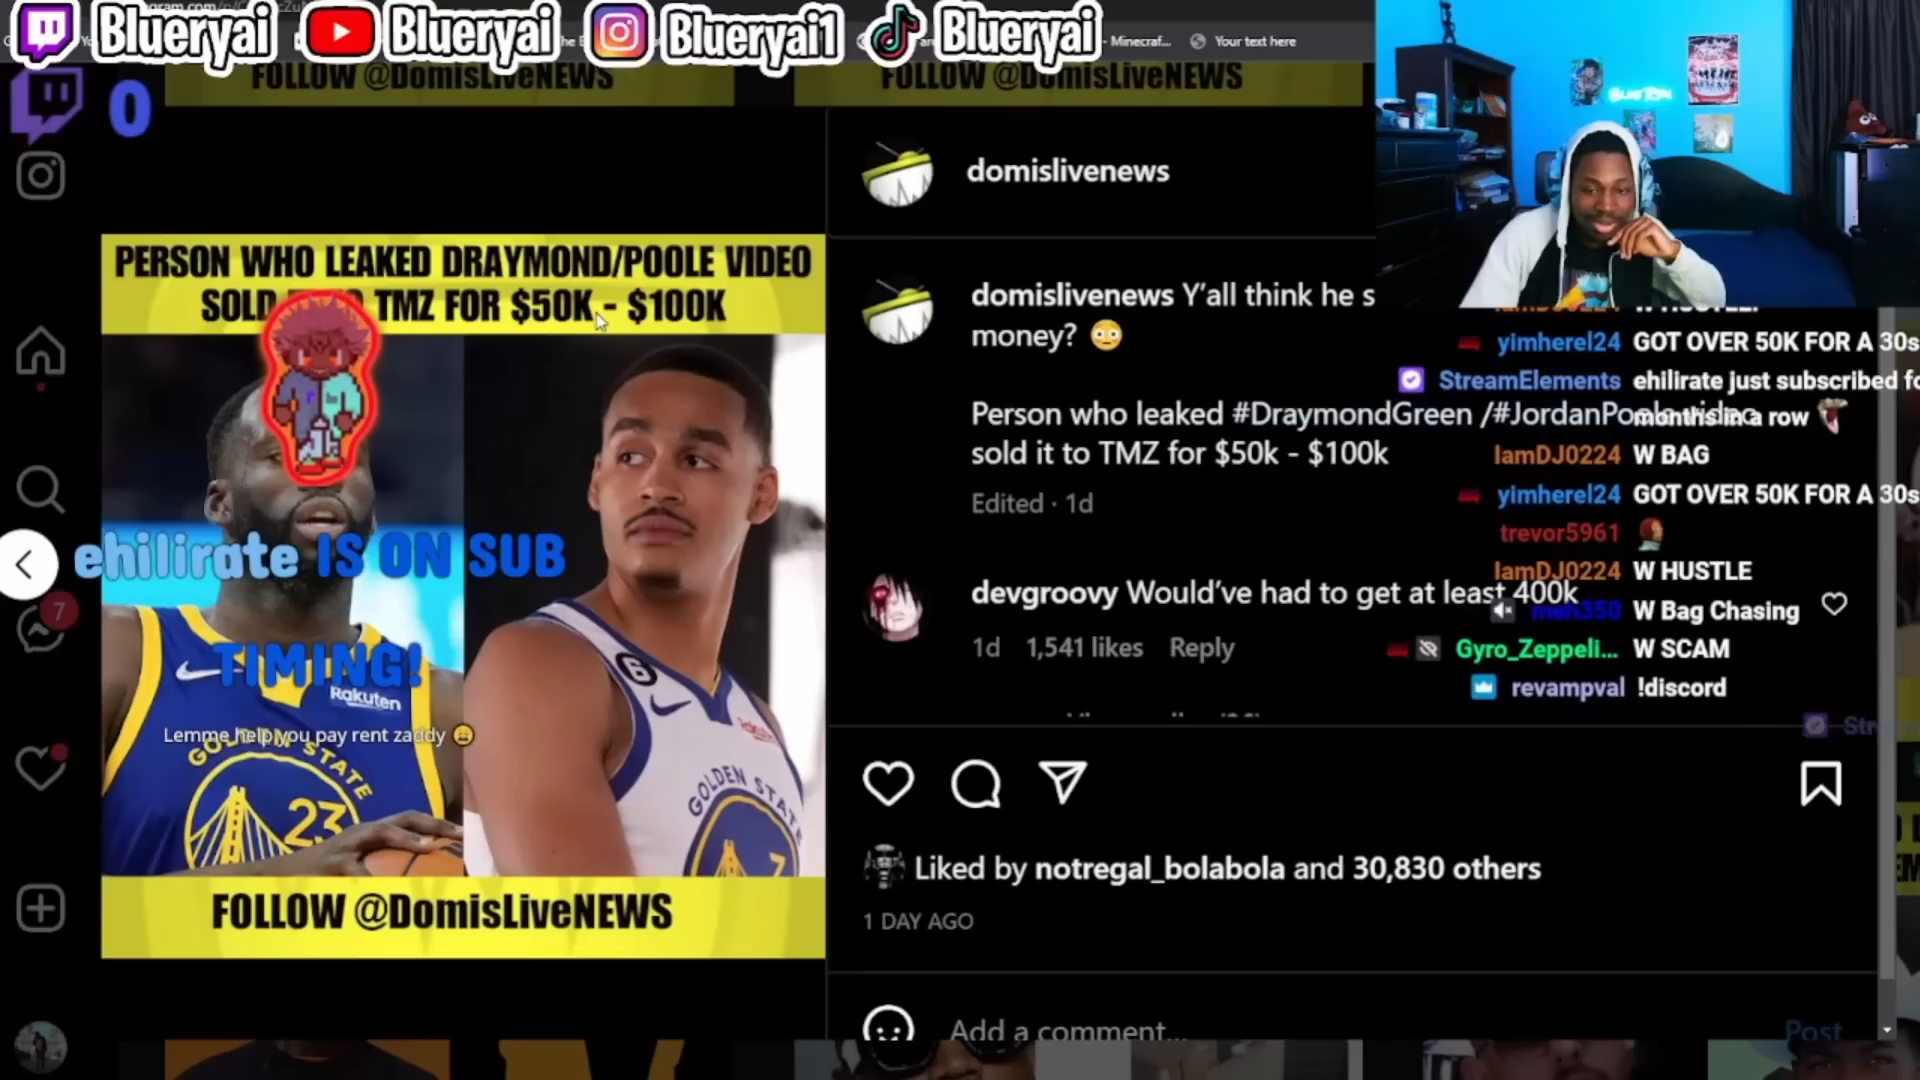 Blueryai
Blueryai
Blueryai1
Blueryai
- Minecraf...
Your text here
FOLLOW @DomisLiveNEWS
FOLLOW @DomisLiveNEWS
0
domislivenews
PERSON WHO LEAKED DRAYMOND/POOLE VIDEO
SOLD TMZ FOR $50K - $100K
domislivenews Y'all think he s
money? 😳
Person who leaked #DraymondGreen /#JordanPoole video
sold it to TMZ for $50k - $100k
Edited · 1d
devgroovy Would've had to get at least 400k
1d 1,541 likes Reply
yimherel24 GOT OVER 50K FOR A 30s
StreamElements ehilirate just subscribed fo
months in a row
IamDJ0224 W BAG
yimherel24 GOT OVER 50K FOR A 30s
trevor5961
IamDJ0224 W HUSTLE
meh350 W Bag Chasing
Gyro_Zeppeli... W SCAM
revampval !discord
Str
ehilirate IS ON SUB
TIMING!
Lemme help you pay rent zaddy 😩
Rakuten
GOLDEN STATE
23
6
GOLDEN STATE
7
FOLLOW @DomisLiveNEWS
Liked by notregal_bolabola and 30,830 others
1 DAY AGO
Add a comment...
Post